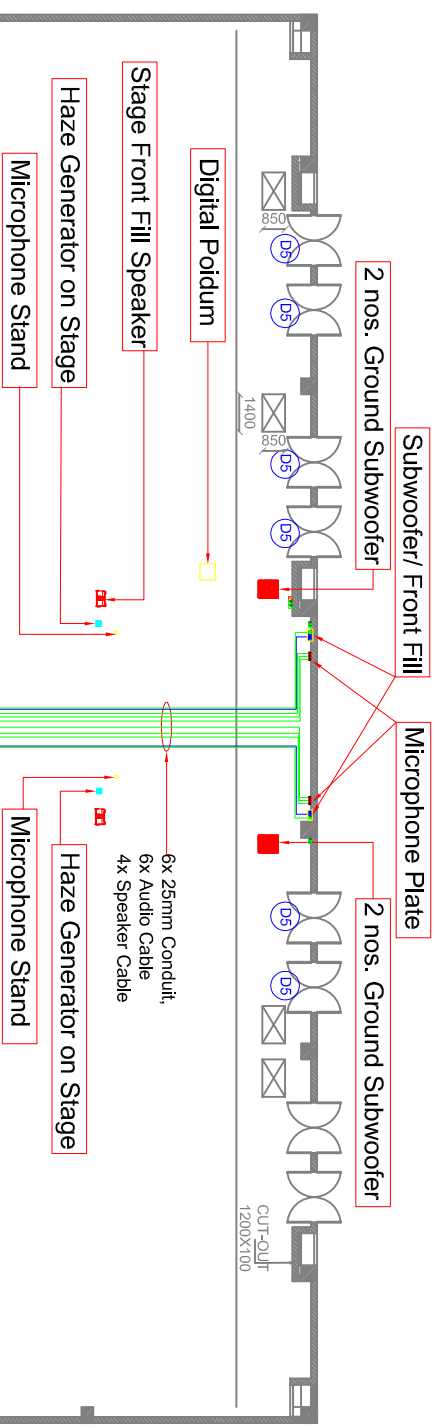 Subwoofer/ Front Fill
Microphone Plate
2 nos. Ground Subwoofer
2 nos. Ground Subwoofer
D5
D5
D5
D5
D5
D5
850
850
CUT-OUT
1200X100
1400
Digital Poidum
6x 25mm Conduit,
6x Audio Cable
4x Speaker Cable
Stage Front Fill Speaker
Haze Generator on Stage
Haze Generator on Stage
Microphone Stand
Microphone Stand